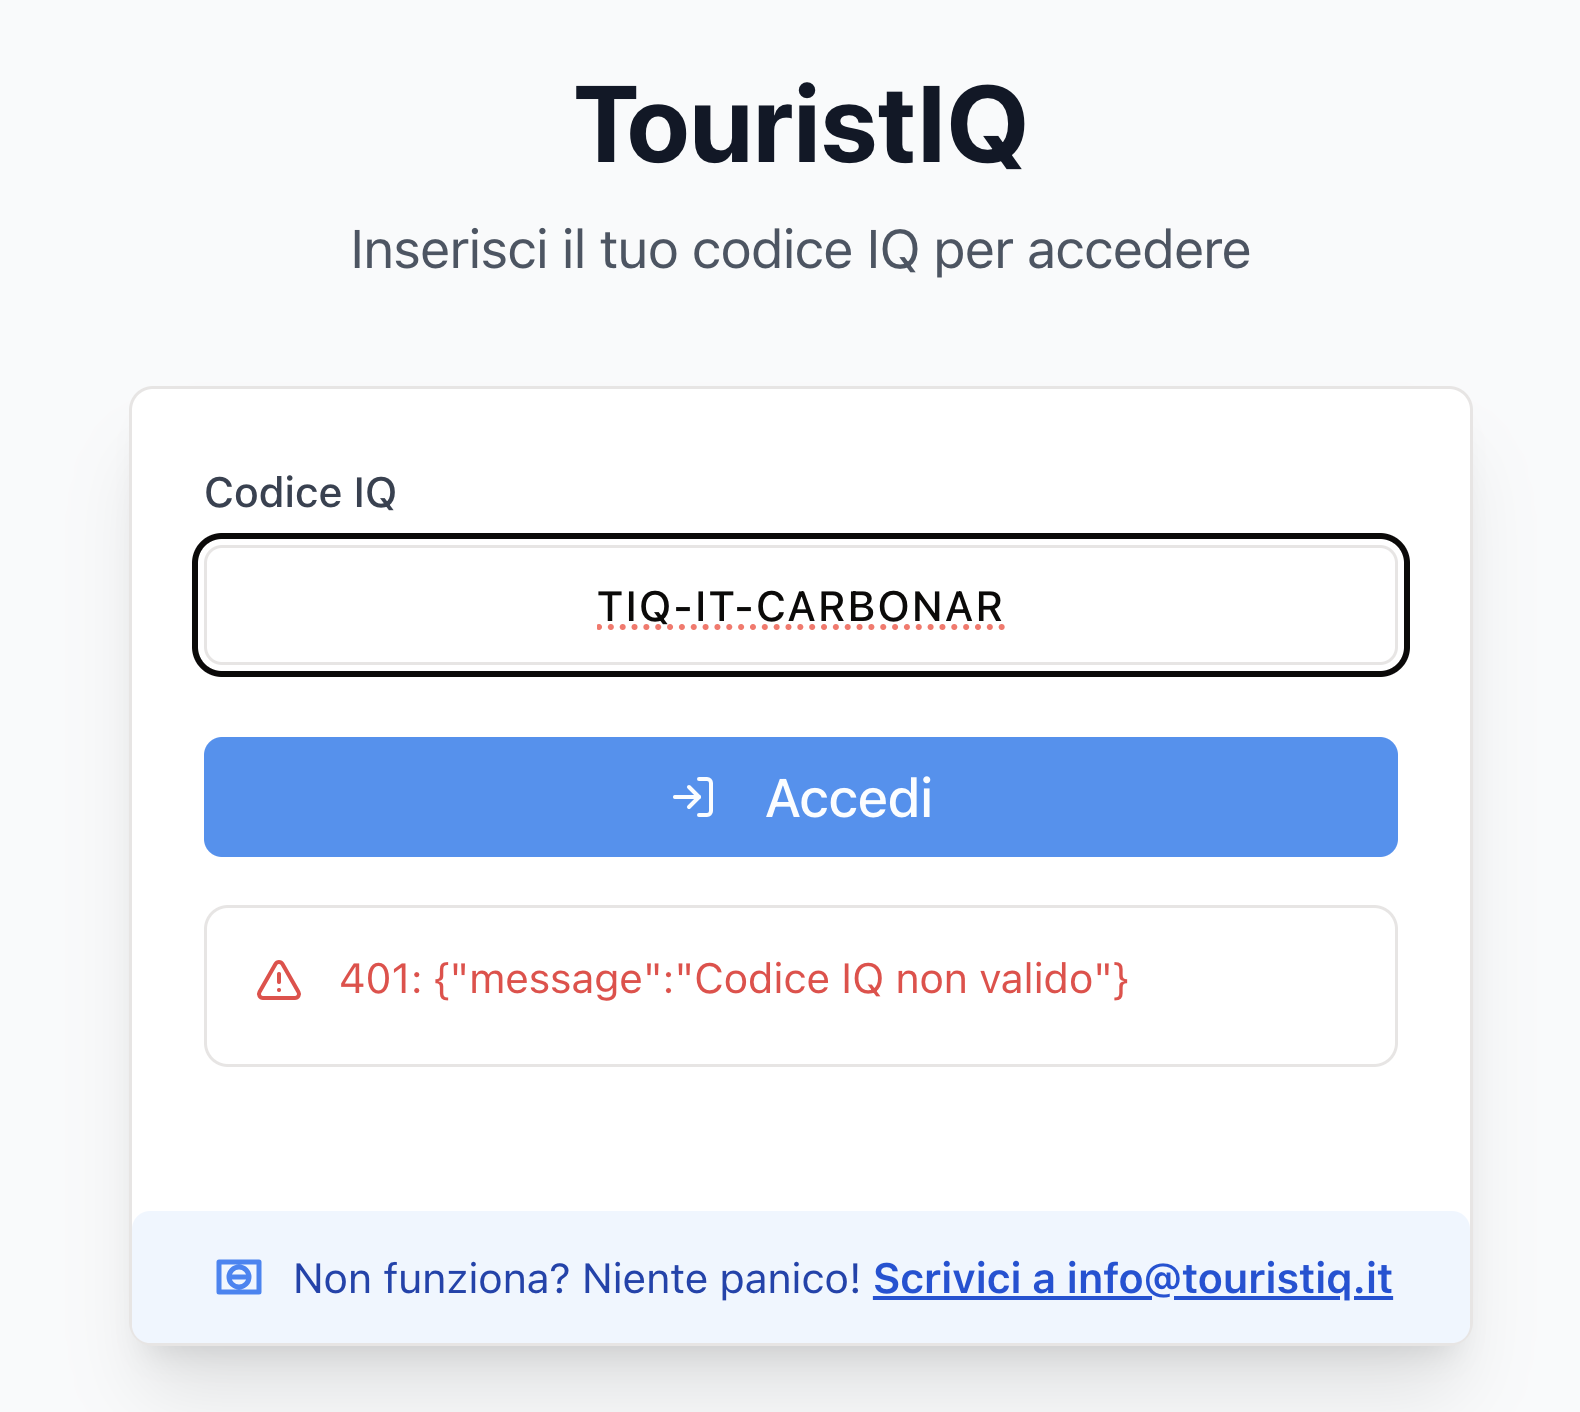 TouristIQ
Inserisci il tuo codice IQ per accedere
Codice IQ
TIQ-IT-CARBONAR
Accedi
401: {"message":"Codice IQ non valido"}
Non funziona? Niente panico! Scrivici a info@touristiq.it